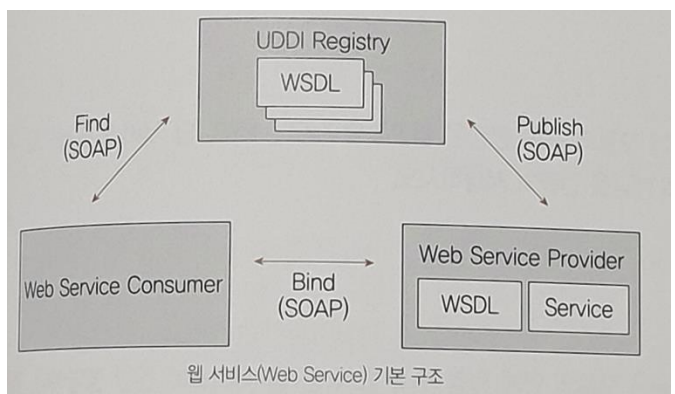 UDDI Registry
WSDL
Find
(SOAP)
Publish
(SOAP)
Web Service Consumer
Bind
(SOAP)
Web Service Provider
WSDL
Service
웹 서비스(Web Service) 기본 구조